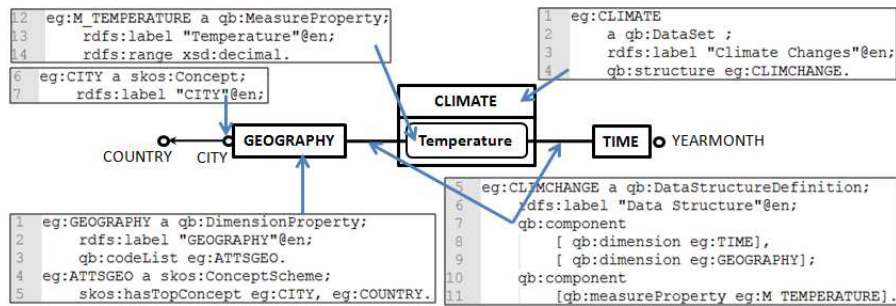 12 eg:M_TEMPERATURE a qb:MeasureProperty;
13 rdfs:label "Temperature"@en;
14 rdfs:range xsd:decimal.
1 eg:CLIMATE
2 a qb:DataSet ;
3 rdfs:label "Climate Changes"@en;
4 qb:structure eg:CLIMCHANGE.
6 eg:CITY a skos:Concept;
7 rdfs:label "CITY"@en;
CLIMATE
Temperature
COUNTRY
CITY
GEOGRAPHY
TIME
YEARMONTH
1 eg:GEOGRAPHY a qb:DimensionProperty;
2 rdfs:label "GEOGRAPHY"@en;
3 qb:codeList eg:ATTSGEO.
4 eg:ATTSGEO a skos:ConceptScheme;
5 skos:hasTopConcept eg:CITY, eg:COUNTRY.
5 eg:CLIMCHANGE a qb:DataStructureDefinition;
6 rdfs:label "Data Structure"@en;
7 qb:component
8 [ qb:dimension eg:TIME],
9 [ qb:dimension eg:GEOGRAPHY];
10 qb:component
11 [qb:measureProperty eg:M_TEMPERATURE].